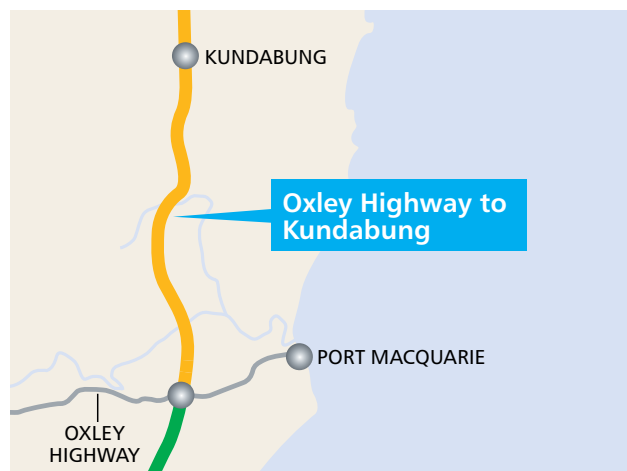 KUNDABUNG
Oxley Highway to
Kundabung
PORT MACQUARIE
OXLEY
HIGHWAY